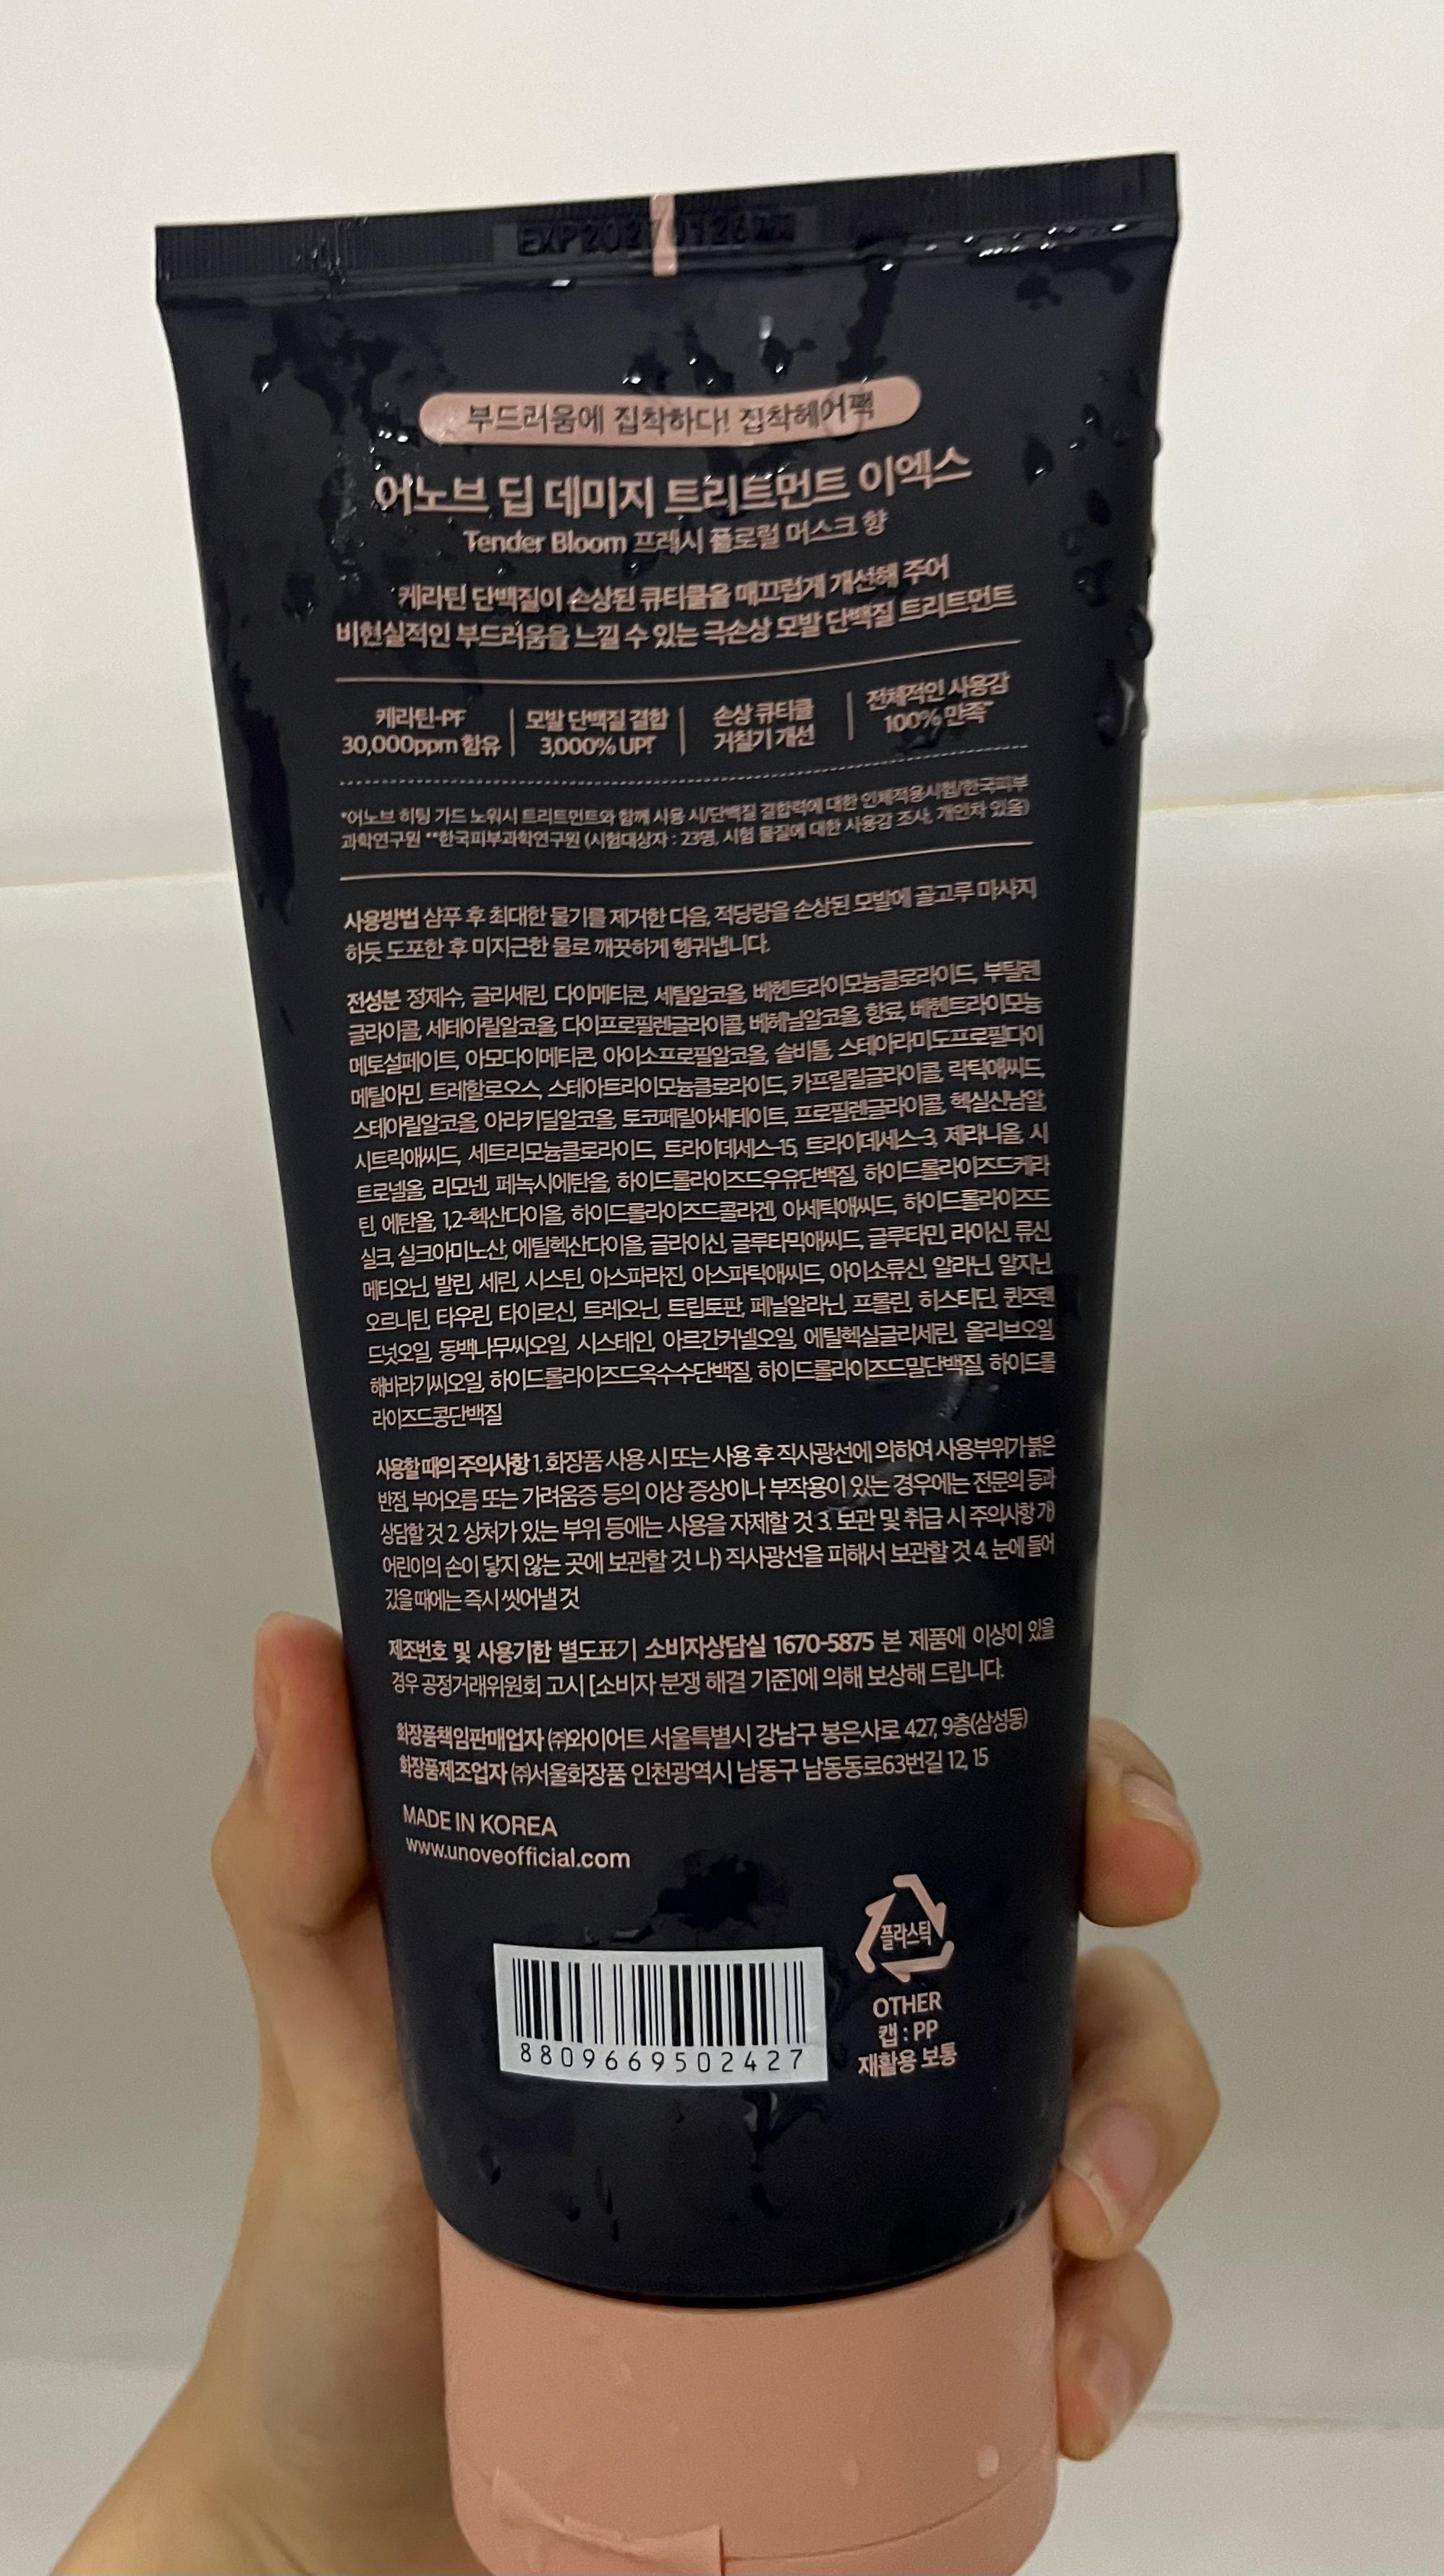 EXP20270126
부드러움에 집착하다! 집착헤어팩
어노브 딥 데미지 트리트먼트 이엑스
Tender Bloom 프레시 플로럴 머스크 향
케라틴 단백질이 손상된 큐티클을 매끄럽게 개선해 주어
비현실적인 부드러움을 느낄 수 있는 극손상 모발 단백질 트리트먼트
케라틴-PF
30,000ppm 함유
모발 단백질 결합
3,000% UP!*
손상 큐티클
거칠기 개선
전체적인 사용감
100% 만족**
*어노브 히팅 가드 노워시 트리트먼트와 함께 사용 시/단백질 결합력에 대한 인체적용시험/한국피부
과학연구원 **한국피부과학연구원 (시험대상자 : 23명, 시험 물질에 대한 사용감 조사, 개인차 있음)
사용방법 샴푸 후 최대한 물기를 제거한 다음, 적당량을 손상된 모발에 골고루 마사지
하듯 도포한 후 미지근한 물로 깨끗하게 헹궈냅니다.
전성분 정제수, 글리세린, 다이메티콘, 세틸알코올, 베헨트라이모늄클로라이드, 부틸렌
글라이콜, 세테아릴알코올, 다이프로필렌글라이콜, 베헤닐알코올, 향료, 베헨트라이모늄
메토설페이트, 아모다이메티콘, 아이소프로필알코올, 솔비톨, 스테아라미도프로필다이
메틸아민, 트레할로오스, 스테아트라이모늄클로라이드, 카프릴릴글라이콜, 락틱애씨드,
스테아릴알코올, 아라키딜알코올, 토코페릴아세테이트, 프로필렌글라이콜, 헥실신남알,
시트릭애씨드, 세트리모늄클로라이드, 트라이데세스-15, 트라이데세스-3, 제라니올, 시
트로넬올, 리모넨, 페녹시에탄올, 하이드롤라이즈드우유단백질, 하이드롤라이즈드케라
틴, 에탄올, 1,2-헥산다이올, 하이드롤라이즈드콜라겐, 아세틱애씨드, 하이드롤라이즈드
실크, 실크아미노산, 에틸헥산다이올, 글라이신, 글루타믹애씨드, 글루타민, 라이신, 류신,
메티오닌, 발린, 세린, 시스틴, 아스파라진, 아스파틱애씨드, 아이소류신, 알라닌, 알지닌,
오르니틴, 타우린, 타이로신, 트레오닌, 트립토판, 페닐알라닌, 프롤린, 히스티딘, 퀸즈랜
드넛오일, 동백나무씨오일, 시스테인, 아르간커넬오일, 에틸헥실글리세린, 올리브오일,
해바라기씨오일, 하이드롤라이즈드옥수수단백질, 하이드롤라이즈드밀단백질, 하이드롤
라이즈드콩단백질
사용할 때의 주의사항 1. 화장품 사용 시 또는 사용 후 직사광선에 의하여 사용부위가 붉은
반점, 부어오름 또는 가려움증 등의 이상 증상이나 부작용이 있는 경우에는 전문의 등과
상담할 것 2. 상처가 있는 부위 등에는 사용을 자제할 것 3. 보관 및 취급 시 주의사항 가)
어린이의 손이 닿지 않는 곳에 보관할 것 나) 직사광선을 피해서 보관할 것 4. 눈에 들어
갔을 때에는 즉시 씻어낼 것
제조번호 및 사용기한 별도표기 소비자상담실 1670-5875 본 제품에 이상이 있을
경우 공정거래위원회 고시 [소비자 분쟁 해결 기준]에 의해 보상해 드립니다.
화장품책임판매업자 ㈜와이어트 서울특별시 강남구 봉은사로 427, 9층(삼성동)
화장품제조업자 ㈜서울화장품 인천광역시 남동구 남동동로63번길 12, 15
MADE IN KOREA
www.unoveofficial.com
플라스틱
OTHER
캡 : PP
재활용 보통
8809669502427